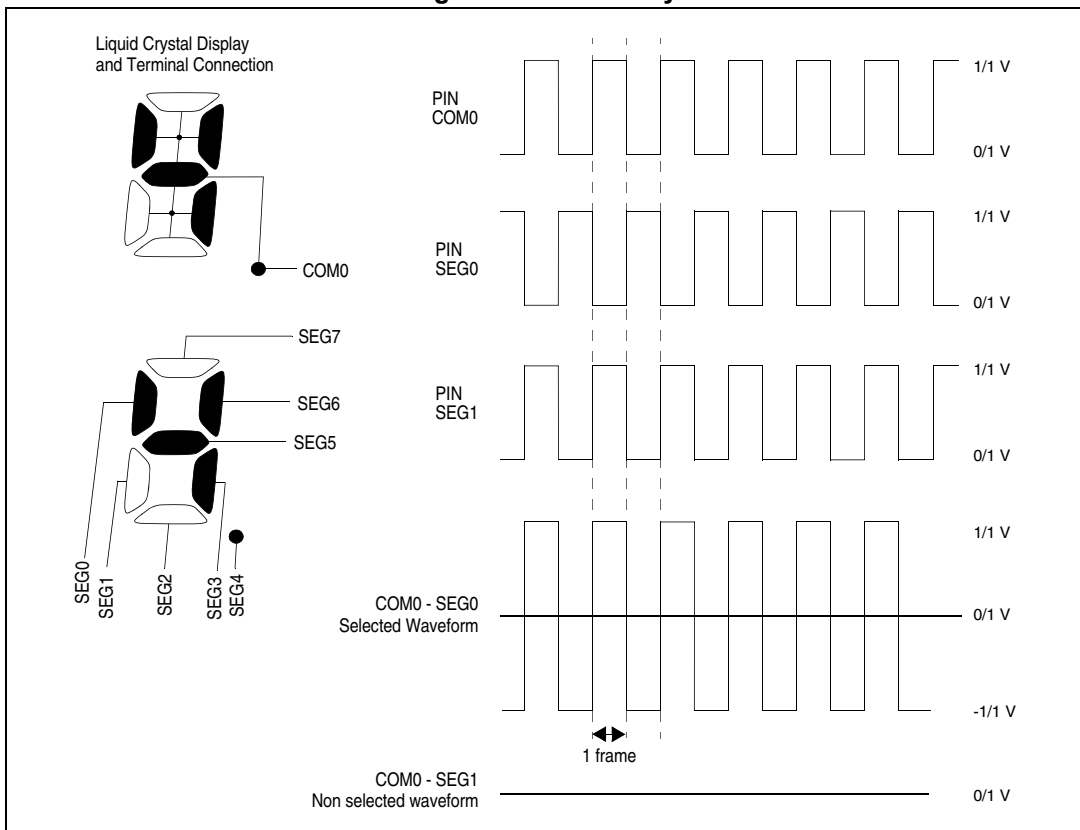 Liquid Crystal Display
and Terminal Connection
COM0
SEG7
SEG6
SEG5
SEG0
SEG1
SEG2
SEG3
SEG4
PIN
COM0
1/1 V
0/1 V
PIN
SEG0
1/1 V
0/1 V
PIN
SEG1
1/1 V
0/1 V
COM0 - SEG0
Selected Waveform
1/1 V
0/1 V
-1/1 V
1 frame
COM0 - SEG1
Non selected waveform
0/1 V